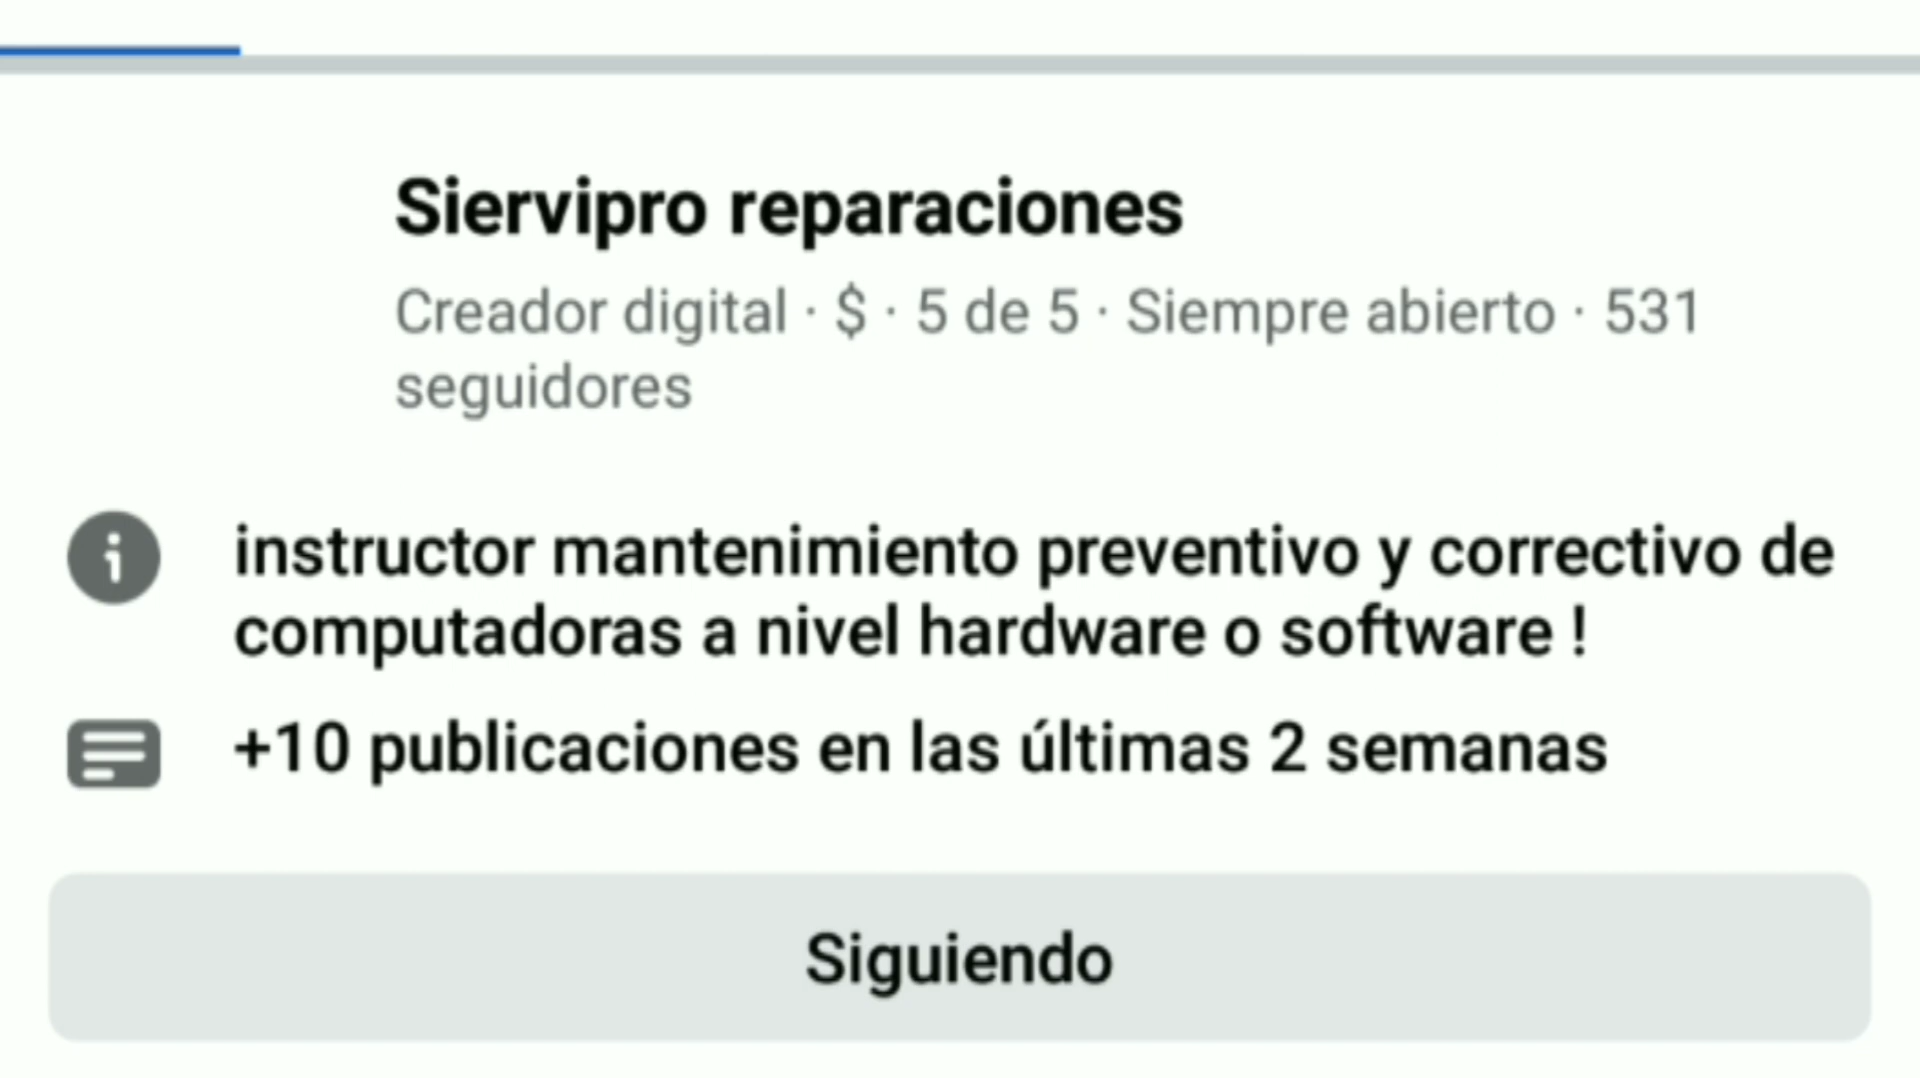 Siervipro reparaciones
Creador digital · $ · 5 de 5 · Siempre abierto · 531
seguidores
instructor mantenimiento preventivo y correctivo de
computadoras a nivel hardware o software !
+10 publicaciones en las últimas 2 semanas
Siguiendo